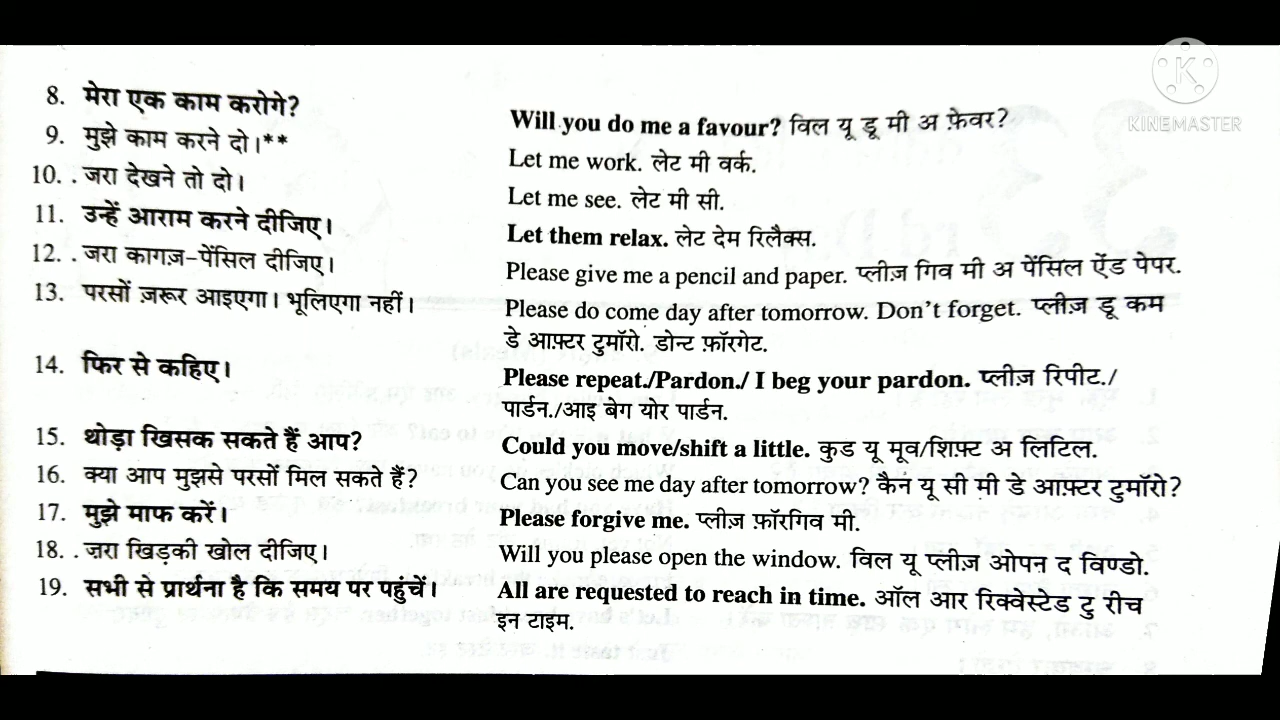 8. मेरा एक काम करोगे? Will you do me a favour? विल यू डू मी अ फ़ेवर?
9. मुझे काम करने दो।** Let me work. लेट मी वर्क.
10. . जरा देखने तो दो। Let me see. लेट मी सी.
11. उन्हें आराम करने दीजिए। Let them relax. लेट देम रिलैक्स.
12. . जरा कागज़-पेंसिल दीजिए। Please give me a pencil and paper. प्लीज़ गिव मी अ पेंसिल ऐंड पेपर.
13. परसों ज़रूर आइएगा। भूलिएगा नहीं। Please do come day after tomorrow. Don't forget. प्लीज़ डू कम
डे आफ़्टर टुमॉरो. डोन्ट फ़ॉरगेट.
14. फिर से कहिए। Please repeat./Pardon./ I beg your pardon. प्लीज़ रिपीट./
पार्डन./आइ बेग योर पार्डन.
15. थोड़ा खिसक सकते हैं आप? Could you move/shift a little. कुड यू मूव/शिफ़्ट अ लिटिल.
16. क्या आप मुझसे परसों मिल सकते हैं? Can you see me day after tomorrow? कैन यू सी मी डे आफ़्टर टुमॉरो?
17. मुझे माफ करें। Please forgive me. प्लीज़ फ़ॉरगिव मी.
18. . ज़रा खिड़की खोल दीजिए। Will you please open the window. विल यू प्लीज़ ओपन द विण्डो.
19. सभी से प्रार्थना है कि समय पर पहुंचें। All are requested to reach in time. ऑल आर रिक्वेस्टेड टु रीच
इन टाइम.
K
KINEMASTER